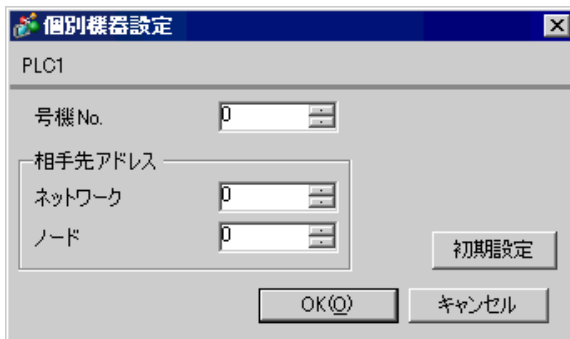 個別機器設定
PLC1
号機No. 0
相手先アドレス
ネットワーク 0
ノード 0
初期設定
OK(O) キャンセル